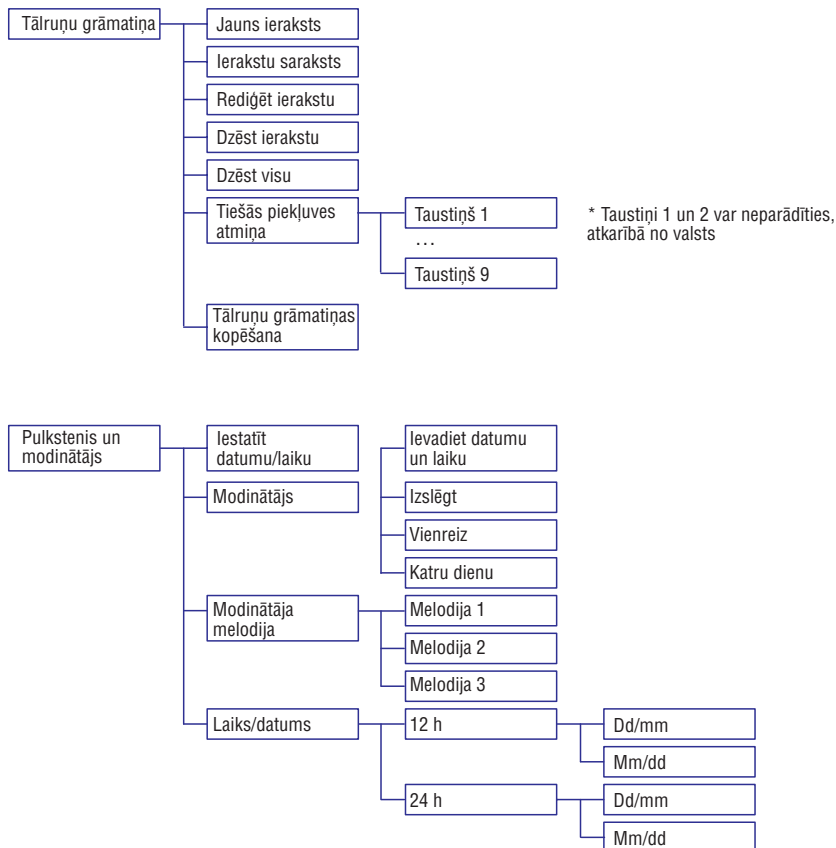 Tālruņu grāmatiņa
Jauns ieraksts
Ierakstu saraksts
Rediģēt ierakstu
Dzēst ierakstu
Dzēst visu
Tiešās piekļuves
atmiņa
Taustiņš 1
...
Taustiņš 9
* Taustiņi 1 un 2 var neparādīties,
atkarībā no valsts
Tālruņu grāmatiņas
kopēšana
Pulkstenis un
modinātājs
Iestatīt
datumu/laiku
Ievadiet datumu
un laiku
Modinātājs
Izslēgt
Vienreiz
Katru dienu
Modinātāja
melodija
Melodija 1
Melodija 2
Melodija 3
Laiks/datums
12 h
Dd/mm
Mm/dd
24 h
Dd/mm
Mm/dd